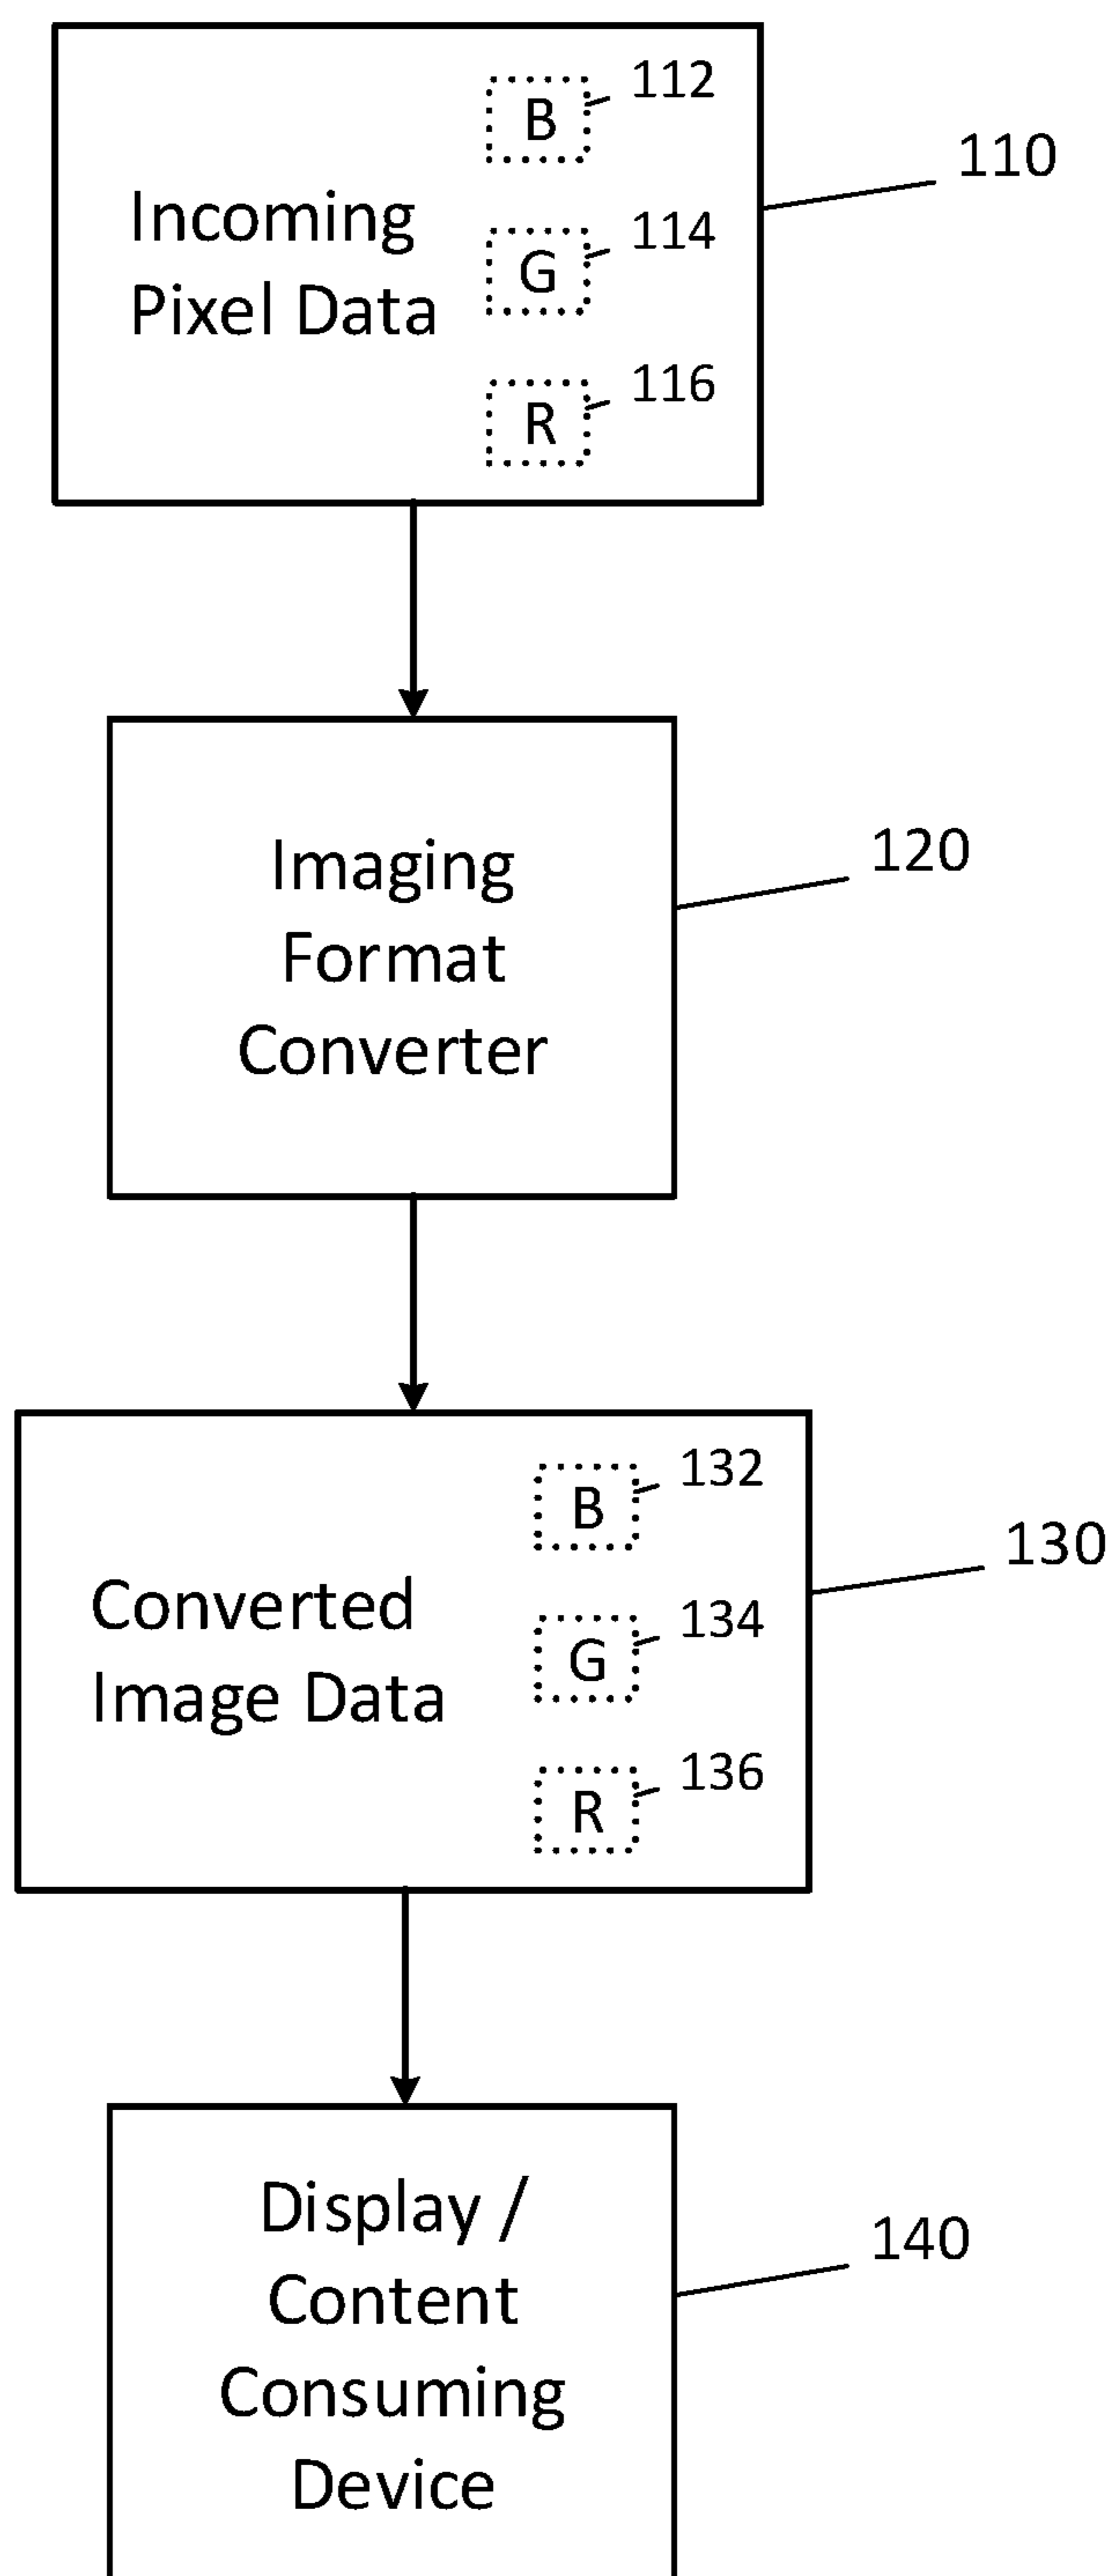 B
112
110
Incoming
Pixel Data
G
114
R
116
Imaging
Format
Converter
120
B
132
130
Converted
Image Data
G
134
R
136
Display /
Content
Consuming
Device
140